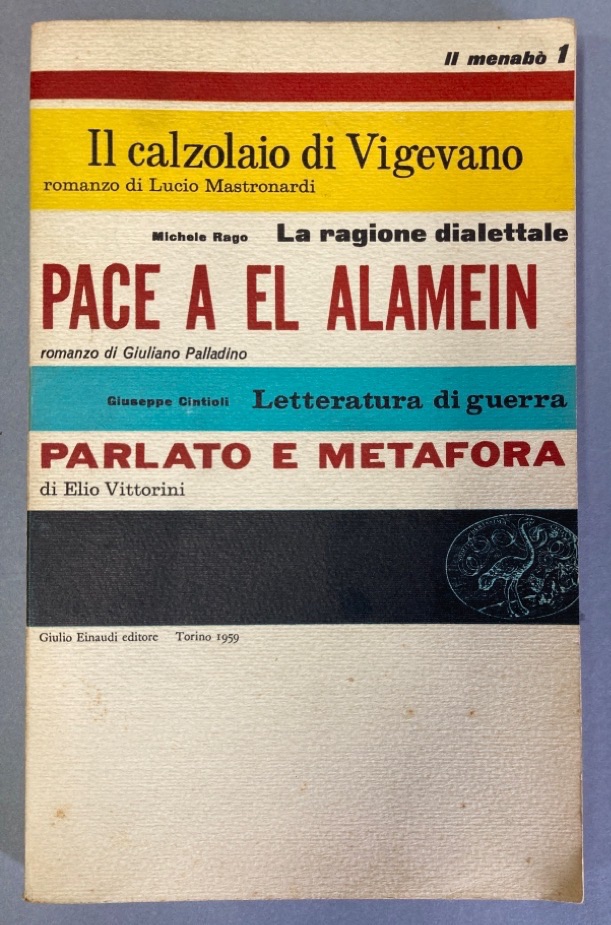 Il menabò 1
Il calzolaio di Vigevano
romanzo di Lucio Mastronardi
Michele Rago La ragione dialettale
PACE A EL ALAMEIN
romanzo di Giuliano Palladino
Giuseppe Cintioli Letteratura di guerra
PARLATO E METAFORA
di Elio Vittorini
Giulio Einaudi editore Torino 1959